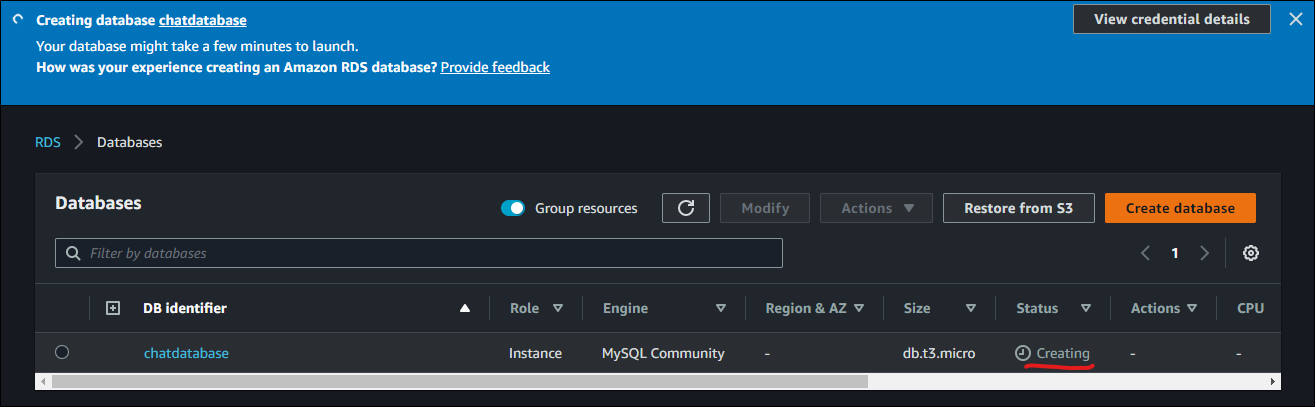 Creating database chatdatabase
View credential details
Your database might take a few minutes to launch.
How was your experience creating an Amazon RDS database? Provide feedback
RDS > Databases
Databases
Group resources
Modify
Actions
Restore from S3
Create database
Filter by databases
1
DB identifier Role Engine Region & AZ Size Status Actions CPU
chatdatabase Instance MySQL Community - db.t3.micro Creating - -